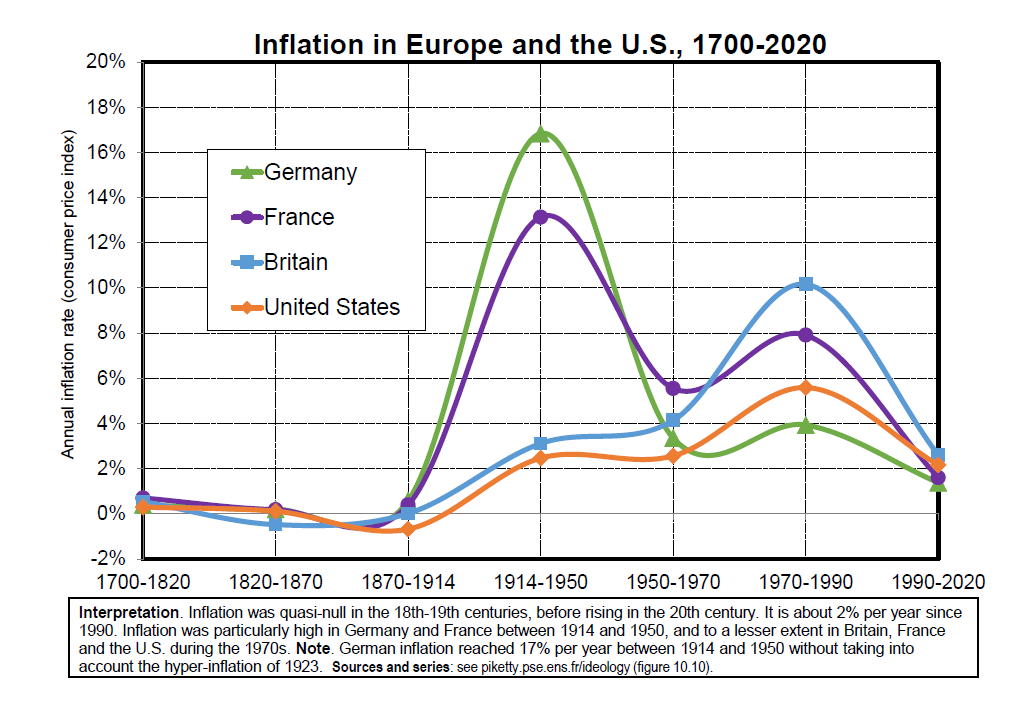 Inflation in Europe and the U.S., 1700-2020
20%
18%
16%
14%
12%
10%
8%
6%
4%
2%
0%
-2%
Annual inflation rate (consumer price index)
Germany
France
Britain
United States
1700-1820 1820-1870 1870-1914 1914-1950 1950-1970 1970-1990 1990-2020
Interpretation. Inflation was quasi-null in the 18th-19th centuries, before rising in the 20th century. It is about 2% per year since
1990. Inflation was particularly high in Germany and France between 1914 and 1950, and to a lesser extent in Britain, France
and the U.S. during the 1970s. Note. German inflation reached 17% per year between 1914 and 1950 without taking into
account the hyper-inflation of 1923. Sources and series: see piketty.pse.ens.fr/ideology (figure 10.10).